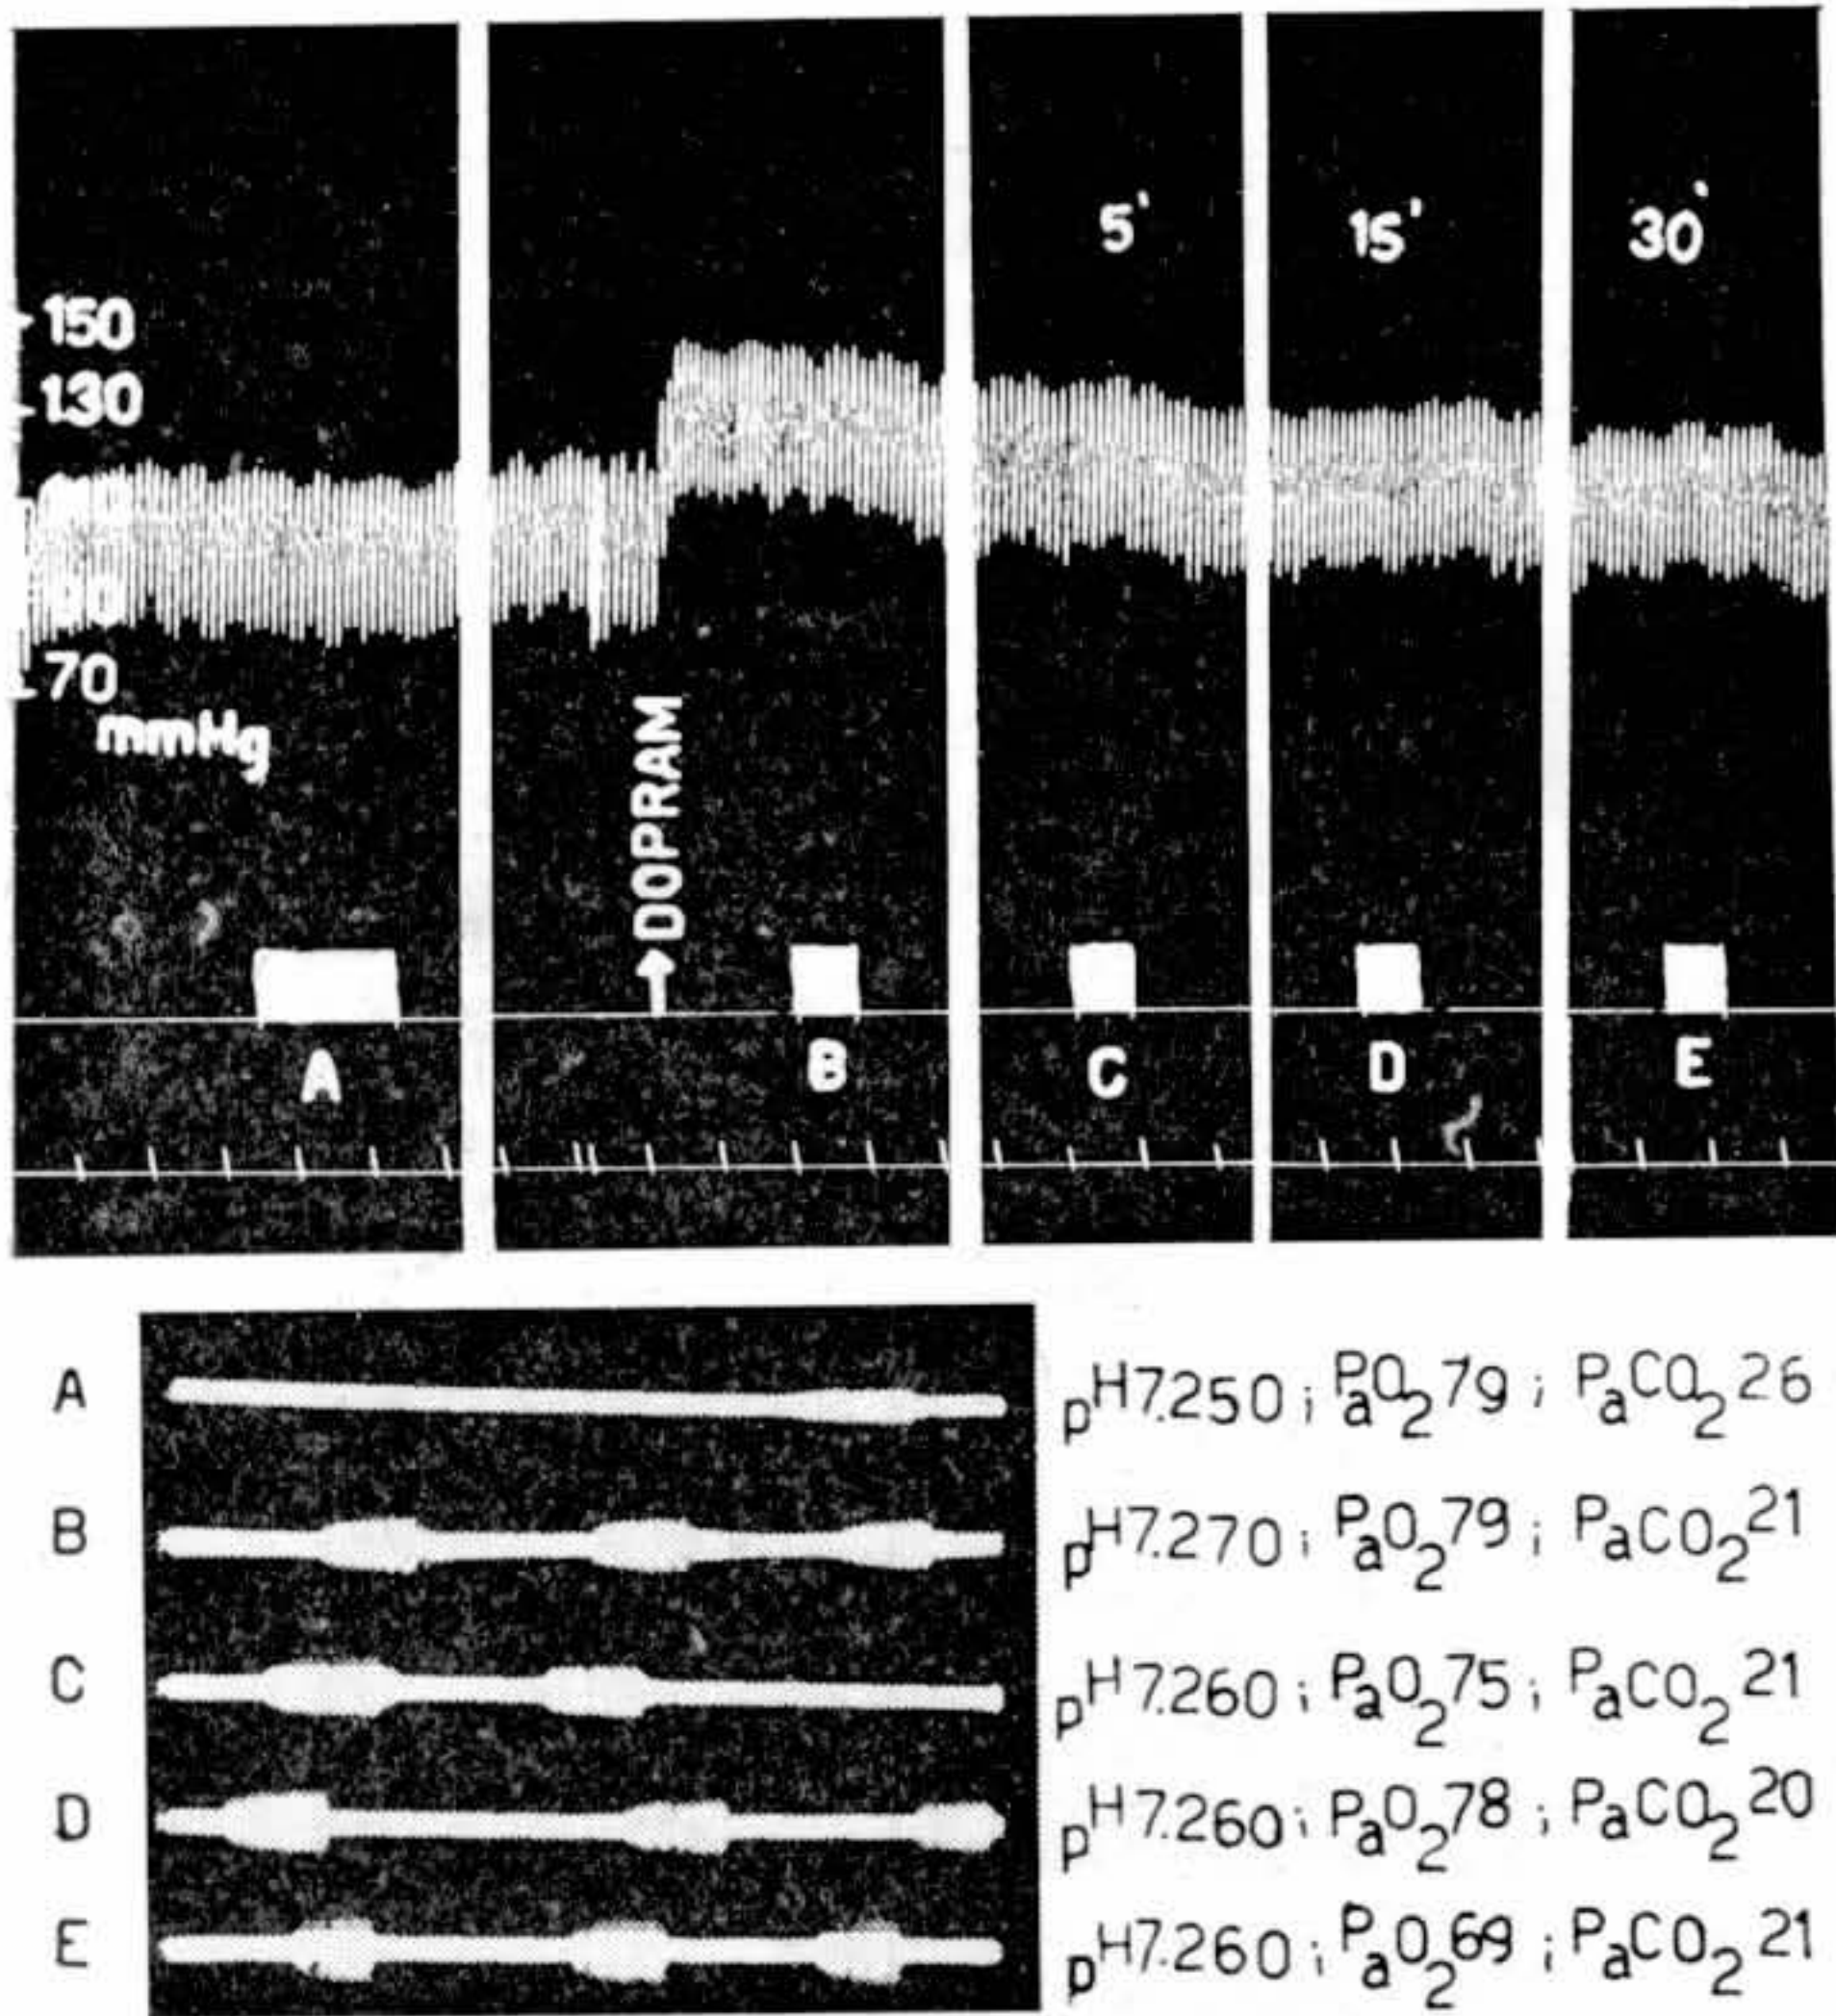 5' 15' 30'
150
130
70
mmHg
DOPRAM
A B C D E
A pH7.250 ; PaO2 79 ; PaCO2 26
B pH7.270 ; PaO2 79 ; PaCO2 21
C pH7.260 ; PaO2 75 ; PaCO2 21
D pH7.260 ; PaO2 78 ; PaCO2 20
E pH7.260 ; PaO2 69 ; PaCO2 21